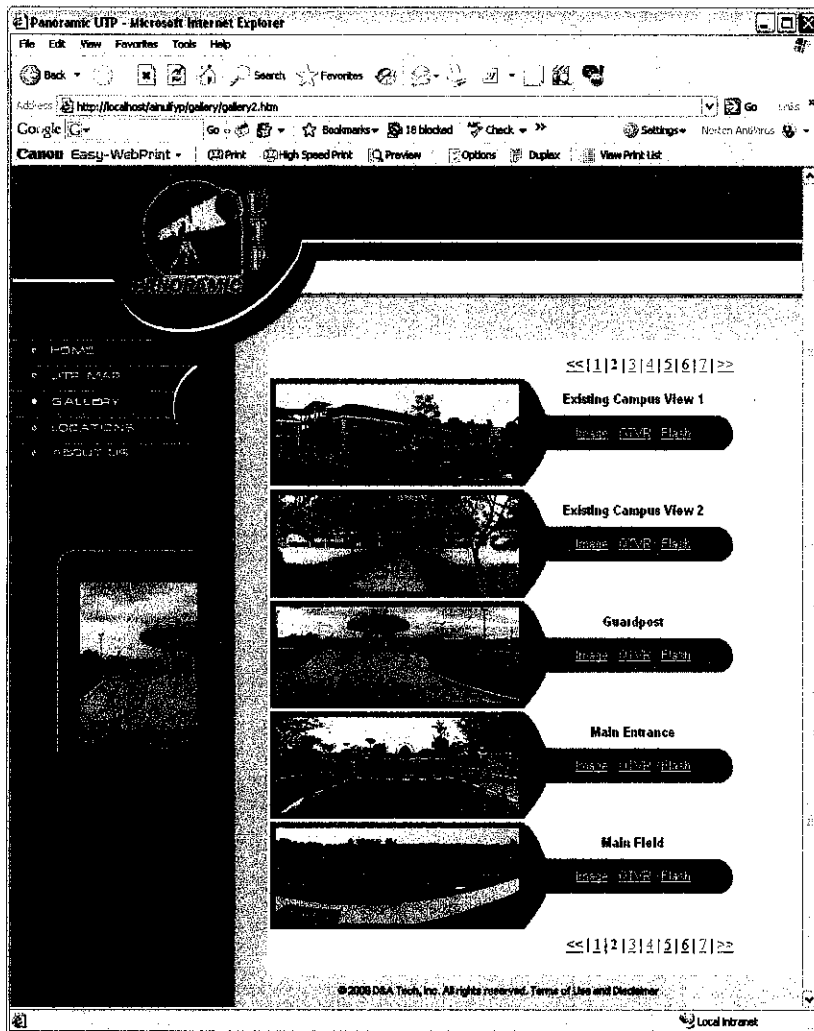 Panoramic UTP - Microsoft Internet Explorer
File Edit View Favorites Tools Help
Back Search Favorites
Address http://localhost/ainulfyp/gallery/gallery2.htm Go Links
Google Go Bookmarks 18 blocked Check Settings Norton AntiVirus
Canon Easy-WebPrint Print High Speed Print Preview Options Duplex View Print List
UTP
PANORAMIC
HOME
UTP MAP
GALLERY
LOCATIONS
ABOUT US
<<| 1 | 2 | 3 | 4 | 5 | 6 | 7 | >>
Existing Campus View 1
Image QTVR Flash
Existing Campus View 2
Image QTVR Flash
Guardpost
Image QTVR Flash
Main Entrance
Image QTVR Flash
Main Field
Image QTVR Flash
<<| 1 | 2 | 3 | 4 | 5 | 6 | 7 | >>
© 2008 D&A Tech, Inc. All rights reserved. Terms of Use and Disclaimer
Local intranet